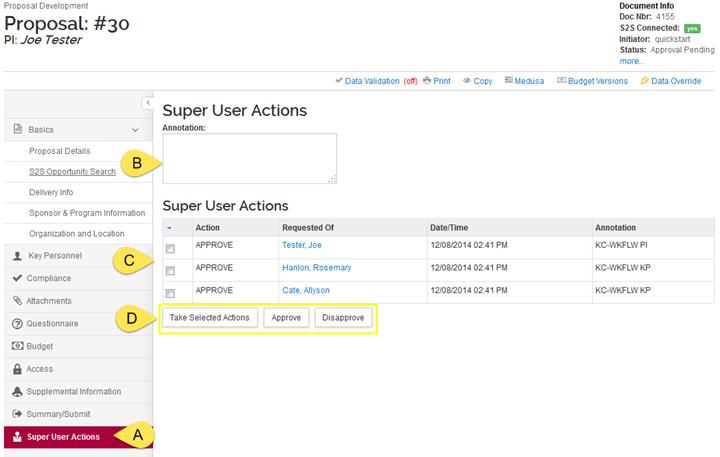 Proposal Development
Proposal: #30
PI: Joe Tester
Document Info
Doc Nbr: 4155
S2S Connected: yes
Initiator: quickstart
Status: Approval Pending
more...
Data Validation (off) Print Copy Medusa Budget Versions Data Override
Basics
Proposal Details
S2S Opportunity Search
Delivery Info
Sponsor & Program Information
Organization and Location
Key Personnel
Compliance
Attachments
Questionnaire
Budget
Access
Supplemental Information
Summary/Submit
Super User Actions
A
Super User Actions
Annotation:
B
Super User Actions
Action Requested Of Date/Time Annotation
APPROVE Tester, Joe 12/08/2014 02:41 PM KC-WKFLW PI
C
APPROVE Hanlon, Rosemary 12/08/2014 02:41 PM KC-WKFLW KP
APPROVE Cate, Allyson 12/08/2014 02:41 PM KC-WKFLW KP
D
Take Selected Actions Approve Disapprove